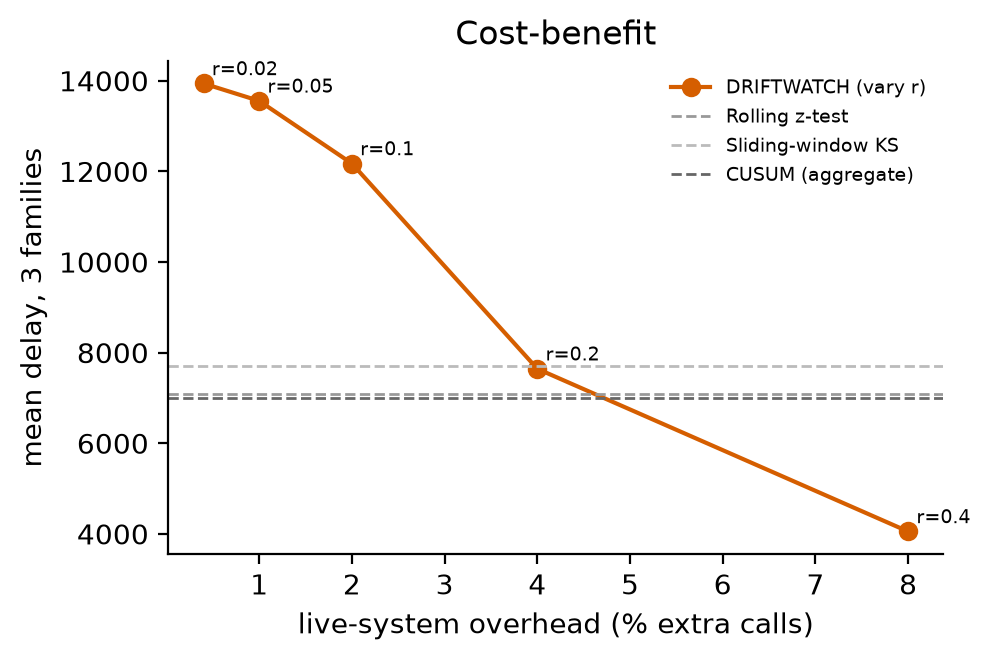 Cost-benefit
DRIFTWATCH (vary r)
Rolling z-test
Sliding-window KS
CUSUM (aggregate)
r=0.02
r=0.05
r=0.1
r=0.2
r=0.4
mean delay, 3 families
14000
12000
10000
8000
6000
4000
1 2 3 4 5 6 7 8
live-system overhead (% extra calls)